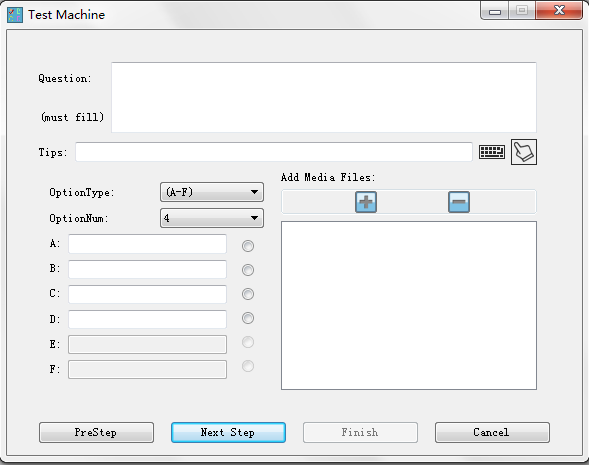 Test Machine
Question:
(must fill)
Tips:
Add Media Files:
OptionType: (A-F)
OptionNum: 4
A:
B:
C:
D:
E:
F:
PreStep Next Step Finish Cancel